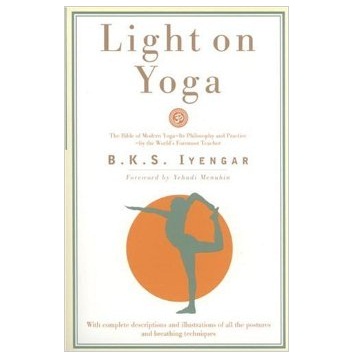 Light on
Yoga
The Bible of Modern Yoga—Its Philosophy and Practice
—by the World's Foremost Teacher
B.K.S. IYENGAR
Foreword by Yehudi Menuhin
With complete descriptions and illustrations of all the postures
and breathing techniques